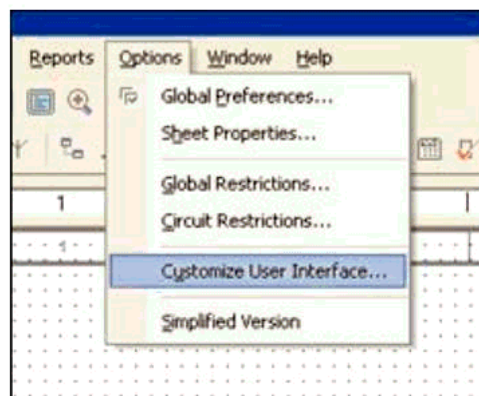 Reports Options Window Help
Global Preferences...
Sheet Properties...
Global Restrictions...
Circuit Restrictions...
1
1
Customize User Interface...
Simplified Version